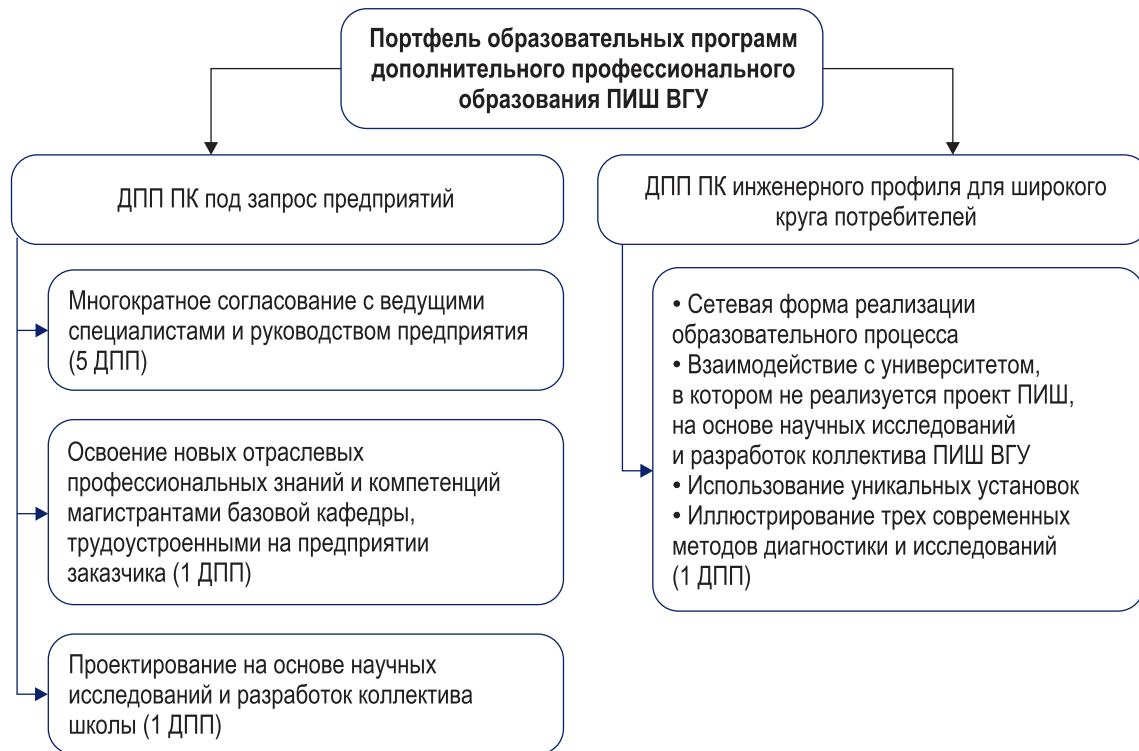 Портфель образовательных программ
дополнительного профессионального
образования ПИШ ВГУ
ДПП ПК под запрос предприятий
Многократное согласование с ведущими
специалистами и руководством предприятия
(5 ДПП)
Освоение новых отраслевых
профессиональных знаний и компетенций
магистрантами базовой кафедры,
трудоустроенными на предприятии
заказчика (1 ДПП)
Проектирование на основе научных
исследований и разработок коллектива
школы (1 ДПП)
ДПП ПК инженерного профиля для широкого
круга потребителей
• Сетевая форма реализации
образовательного процесса
• Взаимодействие с университетом,
в котором не реализуется проект ПИШ,
на основе научных исследований
и разработок коллектива ПИШ ВГУ
• Использование уникальных установок
• Иллюстрирование трех современных
методов диагностики и исследований
(1 ДПП)